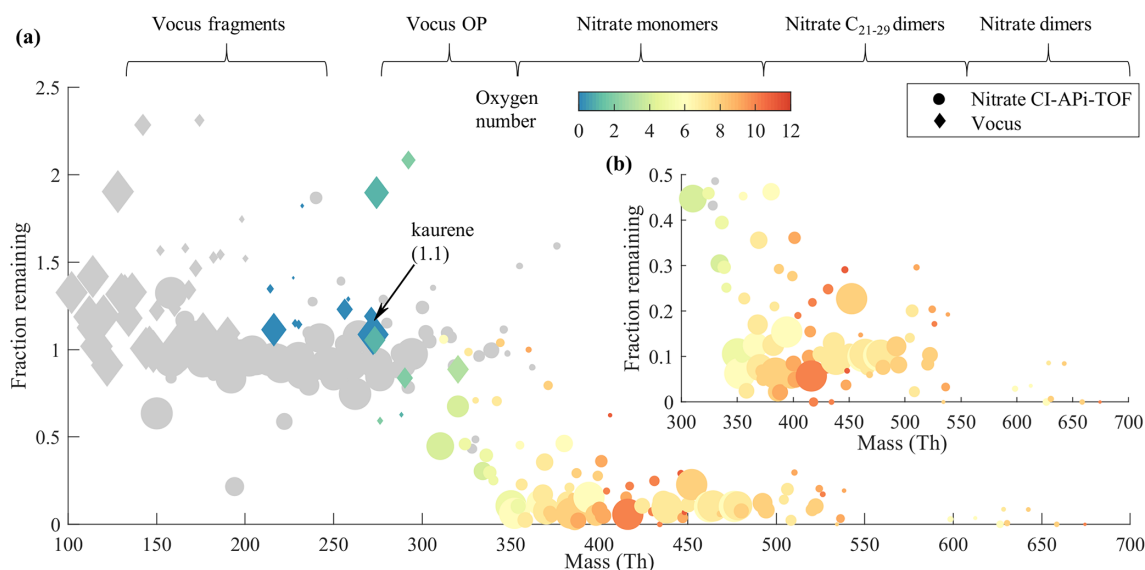 (a)
Vocus fragments
Vocus OP
Nitrate monomers
Nitrate C21-29 dimers
Nitrate dimers
Oxygen
number
0 2 4 6 8 10 12
Nitrate CI-APi-TOF
Vocus
kaurene
(1.1)
Fraction remaining
2.5
2
1.5
1
0.5
0
100 150 200 250 300 350 400 450 500 550 600 650 700
Mass (Th)
(b)
Fraction remaining
0.5
0.4
0.3
0.2
0.1
0
300 350 400 450 500 550 600 650 700
Mass (Th)